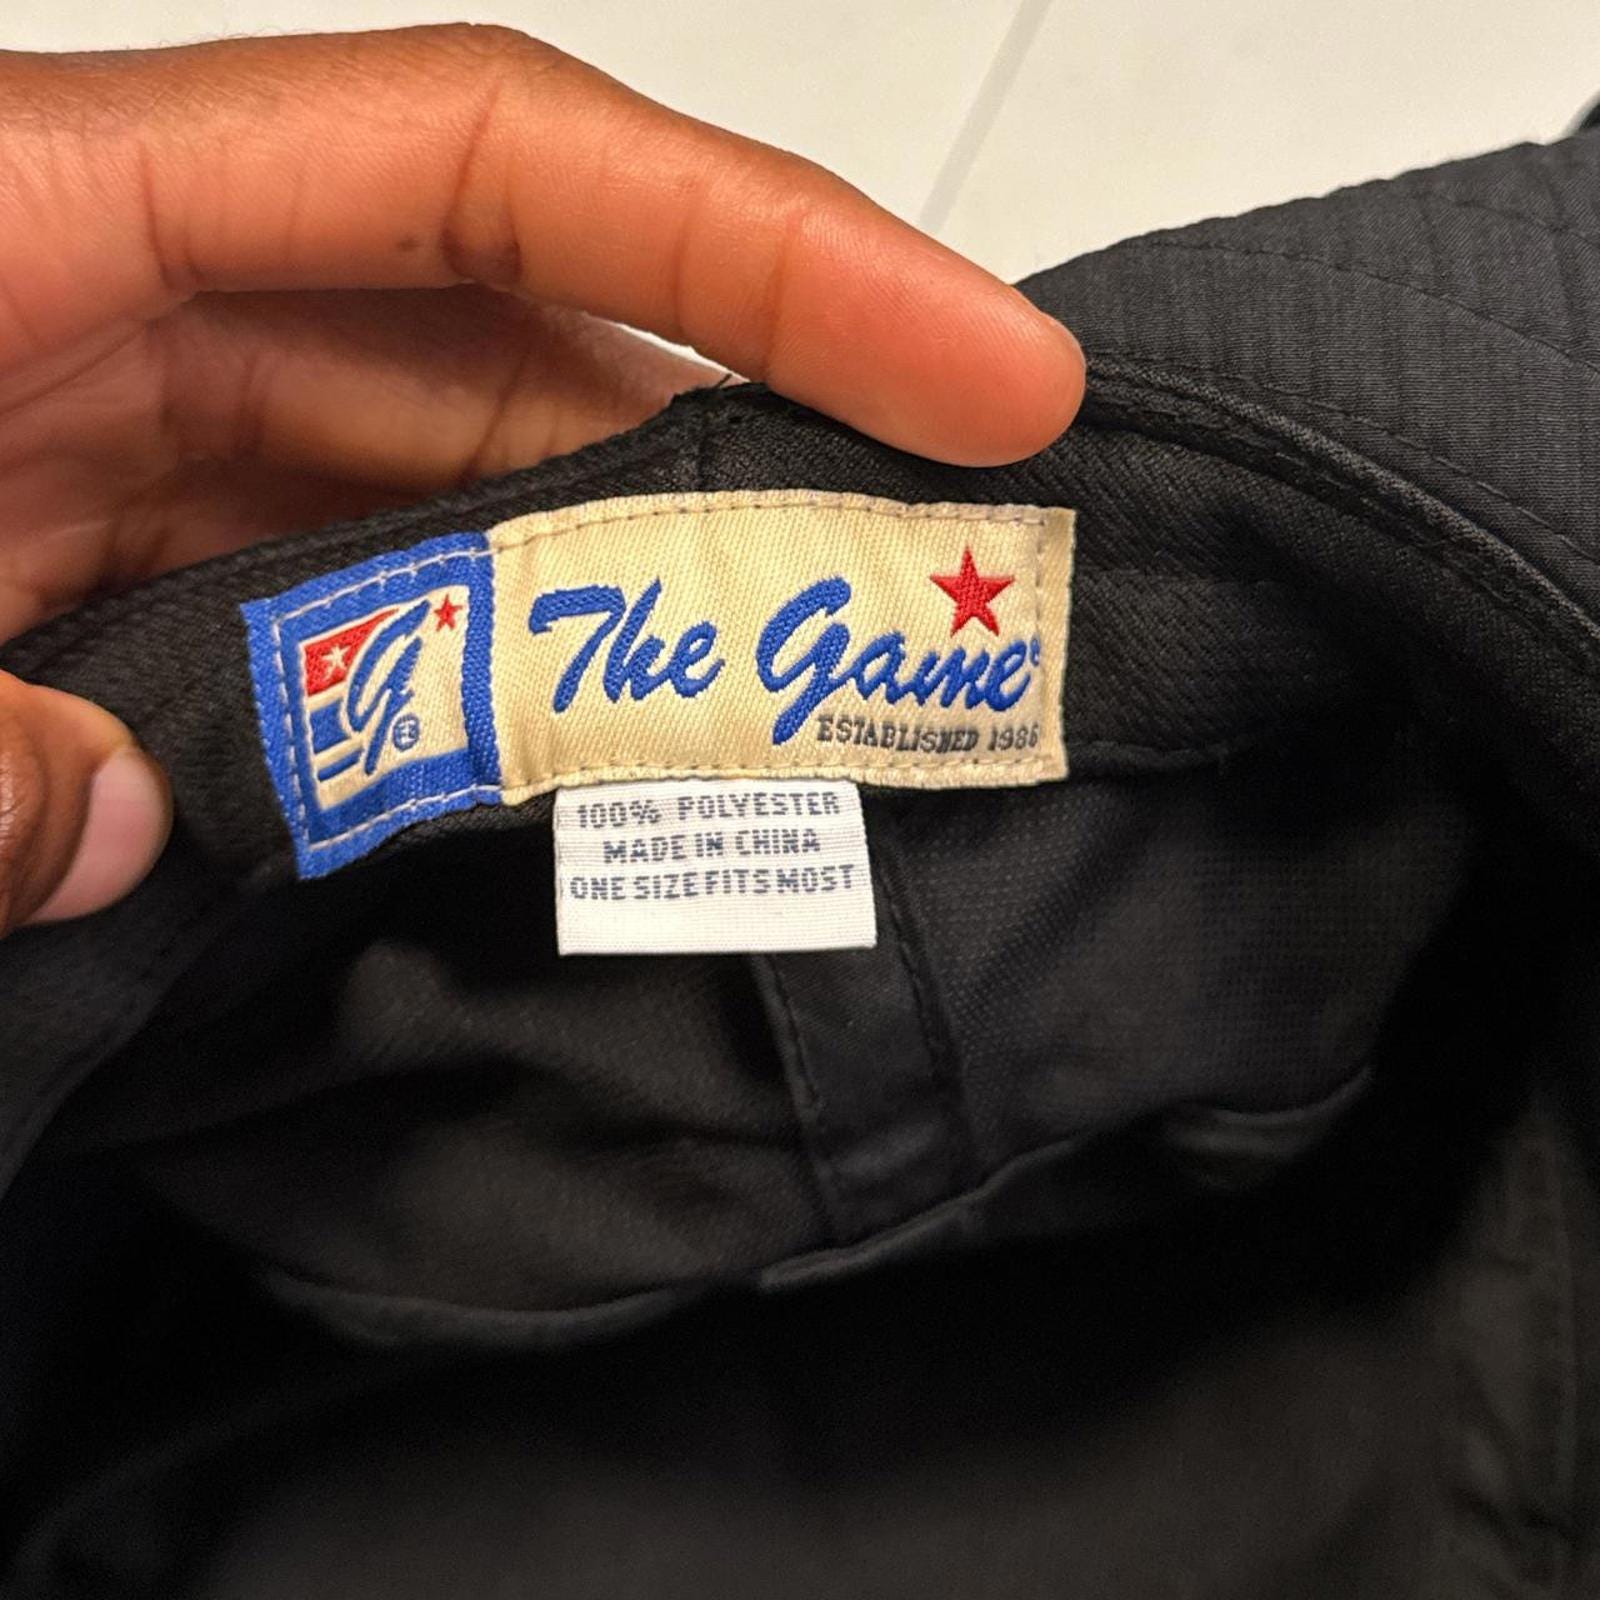 The Game
ESTABLISHED 1986
100% POLYESTER
MADE IN CHINA
ONE SIZE FITS MOST